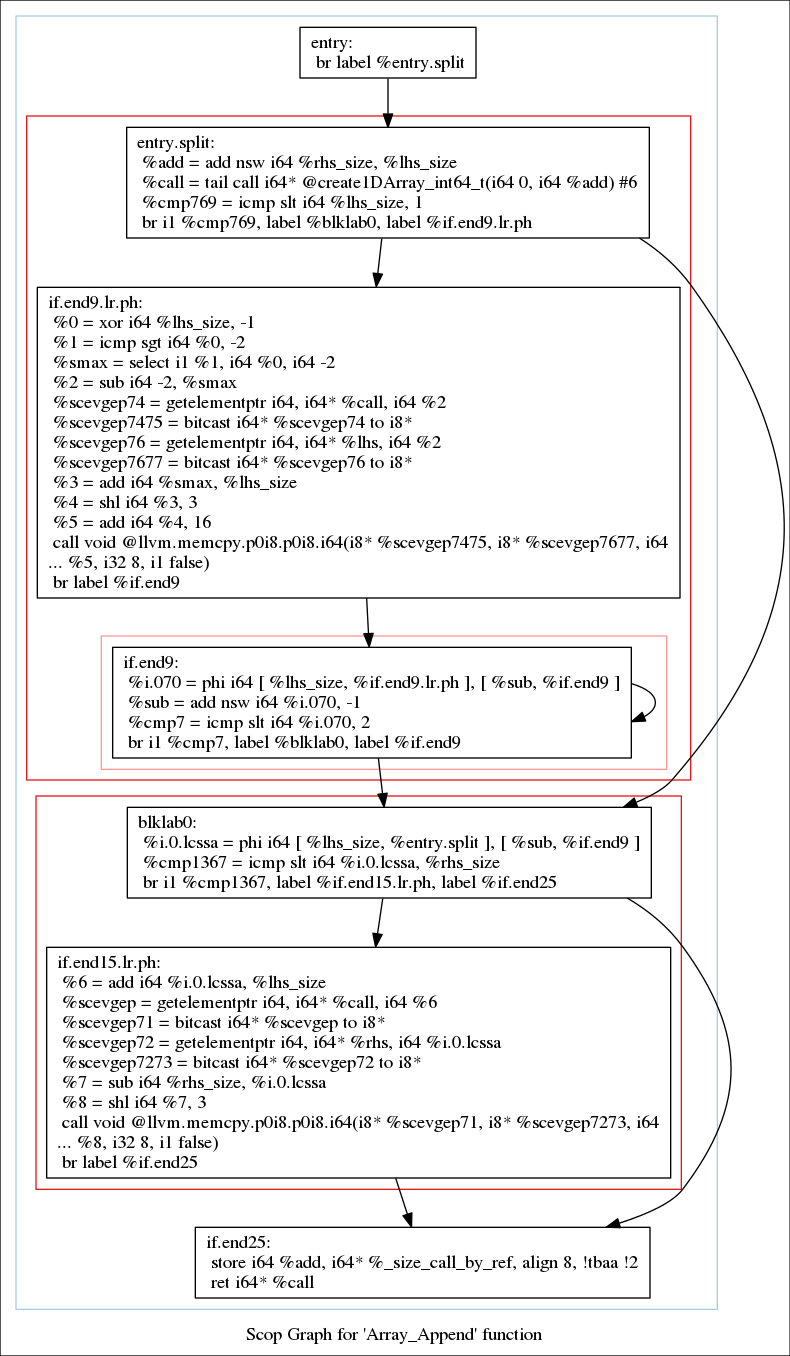 entry:
br label %entry.split
entry.split:
%add = add nsw i64 %rhs_size, %lhs_size
%call = tail call i64* @create1DArray_int64_t(i64 0, i64 %add) #6
%cmp769 = icmp slt i64 %lhs_size, 1
br i1 %cmp769, label %blklab0, label %if.end9.lr.ph
if.end9.lr.ph:
%0 = xor i64 %lhs_size, -1
%1 = icmp sgt i64 %0, -2
%smax = select i1 %1, i64 %0, i64 -2
%2 = sub i64 -2, %smax
%scevgep74 = getelementptr i64, i64* %call, i64 %2
%scevgep7475 = bitcast i64* %scevgep74 to i8*
%scevgep76 = getelementptr i64, i64* %lhs, i64 %2
%scevgep7677 = bitcast i64* %scevgep76 to i8*
%3 = add i64 %smax, %lhs_size
%4 = shl i64 %3, 3
%5 = add i64 %4, 16
call void @llvm.memcpy.p0i8.p0i8.i64(i8* %scevgep7475, i8* %scevgep7677, i64
... %5, i32 8, i1 false)
br label %if.end9
if.end9:
%i.070 = phi i64 [ %lhs_size, %if.end9.lr.ph ], [ %sub, %if.end9 ]
%sub = add nsw i64 %i.070, -1
%cmp7 = icmp slt i64 %i.070, 2
br i1 %cmp7, label %blklab0, label %if.end9
blklab0:
%i.0.lcssa = phi i64 [ %lhs_size, %entry.split ], [ %sub, %if.end9 ]
%cmp1367 = icmp slt i64 %i.0.lcssa, %rhs_size
br i1 %cmp1367, label %if.end15.lr.ph, label %if.end25
if.end15.lr.ph:
%6 = add i64 %i.0.lcssa, %lhs_size
%scevgep = getelementptr i64, i64* %call, i64 %6
%scevgep71 = bitcast i64* %scevgep to i8*
%scevgep72 = getelementptr i64, i64* %rhs, i64 %i.0.lcssa
%scevgep7273 = bitcast i64* %scevgep72 to i8*
%7 = sub i64 %rhs_size, %i.0.lcssa
%8 = shl i64 %7, 3
call void @llvm.memcpy.p0i8.p0i8.i64(i8* %scevgep71, i8* %scevgep7273, i64
... %8, i32 8, i1 false)
br label %if.end25
if.end25:
store i64 %add, i64* %_size_call_by_ref, align 8, !tbaa !2
ret i64* %call
Scop Graph for 'Array_Append' function